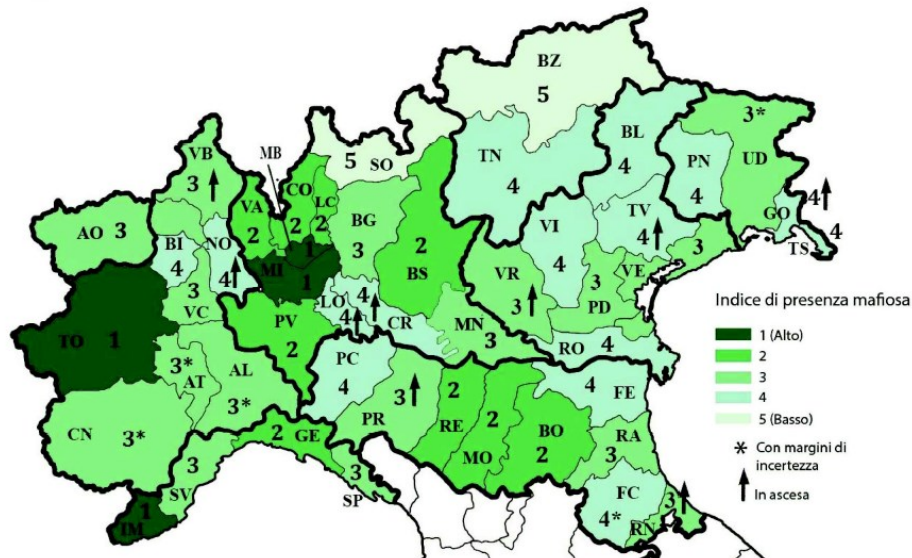 BZ
5
VB
3
MB
CO
5 SO
TN
4
BL
4
3*
UD
PN
4
VA
2
LC
2
2
BG
3
2
BS
AO 3
BI
4
NO
4
VI
4
TV
4
GO
4
4
TS
1
MI
1
VR
3
3
PD
VE
3
3
VC
LO
4
4
CR
MN
3
TO 1
PV
2
RO 4
3*
AT
AL
3*
PC
4
PR
3
2
RE
2
MO
BO
2
4 FE
CN 3*
2 GE
3
SV
3
SP
RA
3
1
IM
FC
4*
3
RN
Indice di presenza mafiosa
1 (Alto)
2
3
4
5 (Basso)
* Con margini di
incertezza
In ascesa